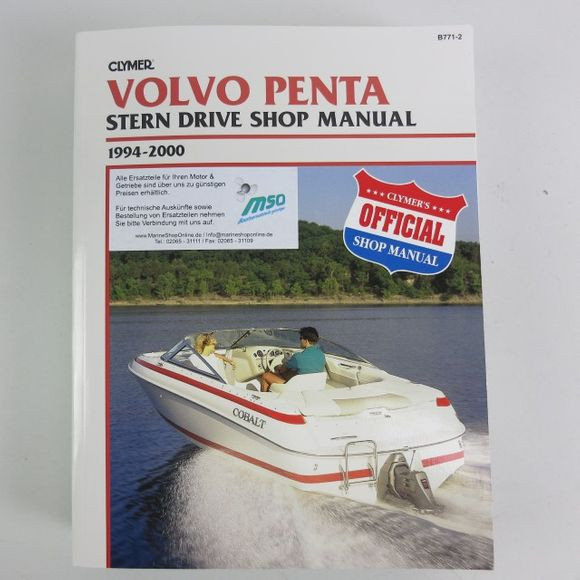 B771-2
CLYMER
VOLVO PENTA
STERN DRIVE SHOP MANUAL
1994-2000
Alle Ersatzteile für Ihren Motor &
Getriebe sind über uns zu günstigen
Preisen erhältlich.
Für technische Auskünfte sowie
Bestellung von Ersatzteilen nehmen
Sie bitte Verbindung mit uns auf.
www.MarineShopOnline.de | Info@marineshoponline.de
Tel.: 02065 - 31111 | Fax: 02065 - 31109
mso
CLYMER'S
OFFICIAL
SHOP MANUAL
COBALT